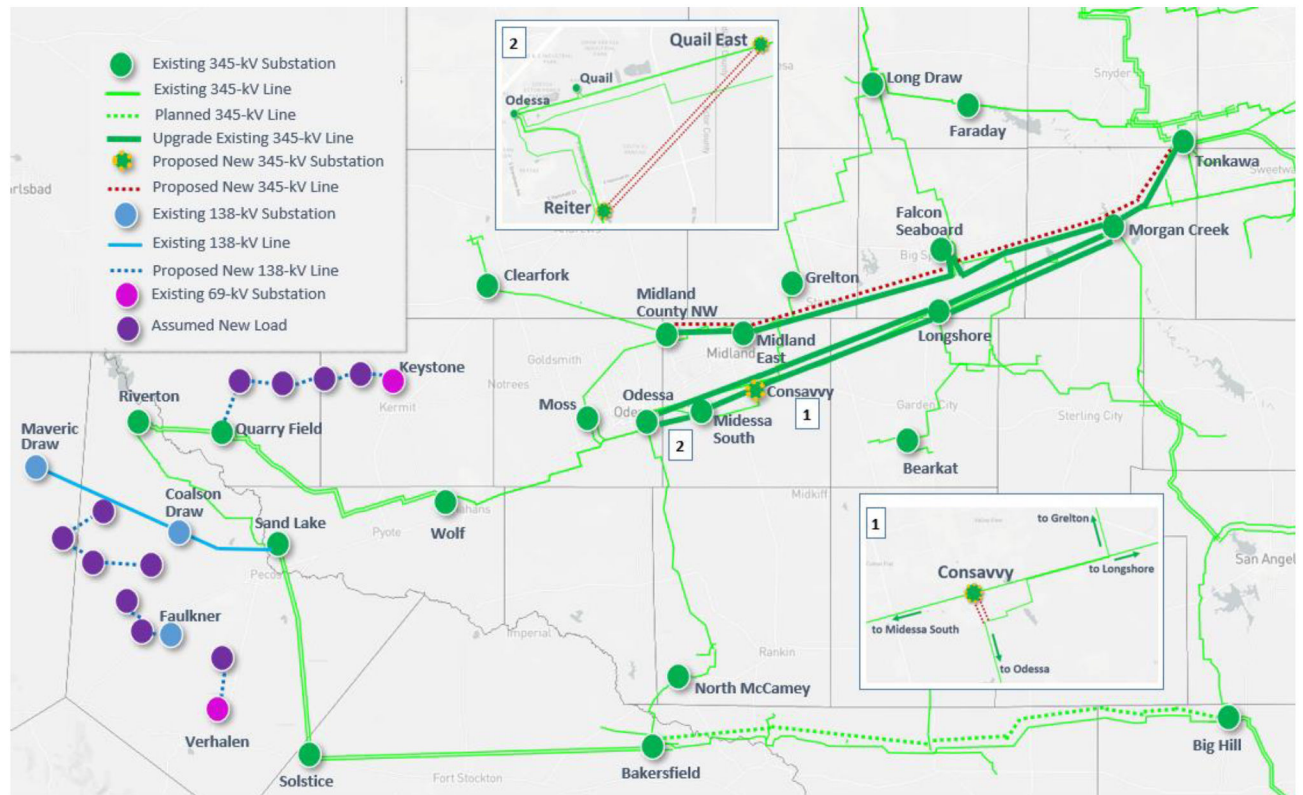 Existing 345-kV Substation
Existing 345-kV Line
Planned 345-kV Line
Upgrade Existing 345-kV Line
Proposed New 345-kV Substation
Proposed New 345-kV Line
Existing 138-kV Substation
Existing 138-kV Line
Proposed New 138-kV Line
Existing 69-kV Substation
Assumed New Load
2
Quail East
Quail
Odessa
Reiter
Long Draw
Faraday
Snyder
Tonkawa
Sweetwa
arlsbad
Andrews
Falcon
Seaboard
Big Sp
Morgan Creek
Clearfork
Grelton
Midland
County NW
Midland
East
Midland
Longshore
Goldsmith
Notrees
Keystone
Kermit
Riverton
Moss
Odessa
Odes
Consavvy
1
Midessa
South
2
Garden City
Sterling City
Maveric
Draw
Quarry Field
Bearkat
Coalson
Draw
Sand Lake
Wolf
Pyote
ahans
Midkiff
Pecos
San Angel
1
to Grelton
Consavvy
to Longshore
to Midessa South
to Odessa
Faulkner
Imperial
Rankin
North McCamey
Verhalen
Solstice
Fort Stockton
Bakersfield
Big Hill